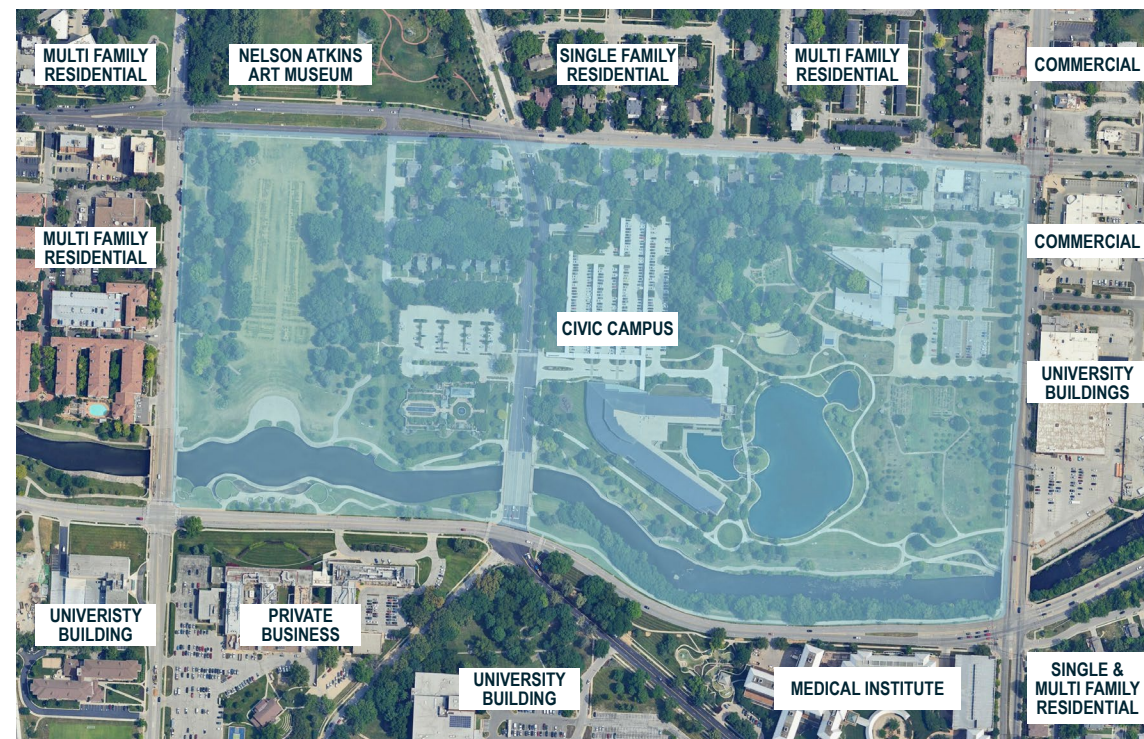 MULTI FAMILY
RESIDENTIAL
NELSON ATKINS
ART MUSEUM
SINGLE FAMILY
RESIDENTIAL
MULTI FAMILY
RESIDENTIAL
COMMERCIAL
MULTI FAMILY
RESIDENTIAL
COMMERCIAL
CIVIC CAMPUS
UNIVERSITY
BUILDINGS
UNIVERISTY
BUILDING
PRIVATE
BUSINESS
UNIVERSITY
BUILDING
MEDICAL INSTITUTE
SINGLE &
MULTI FAMILY
RESIDENTIAL